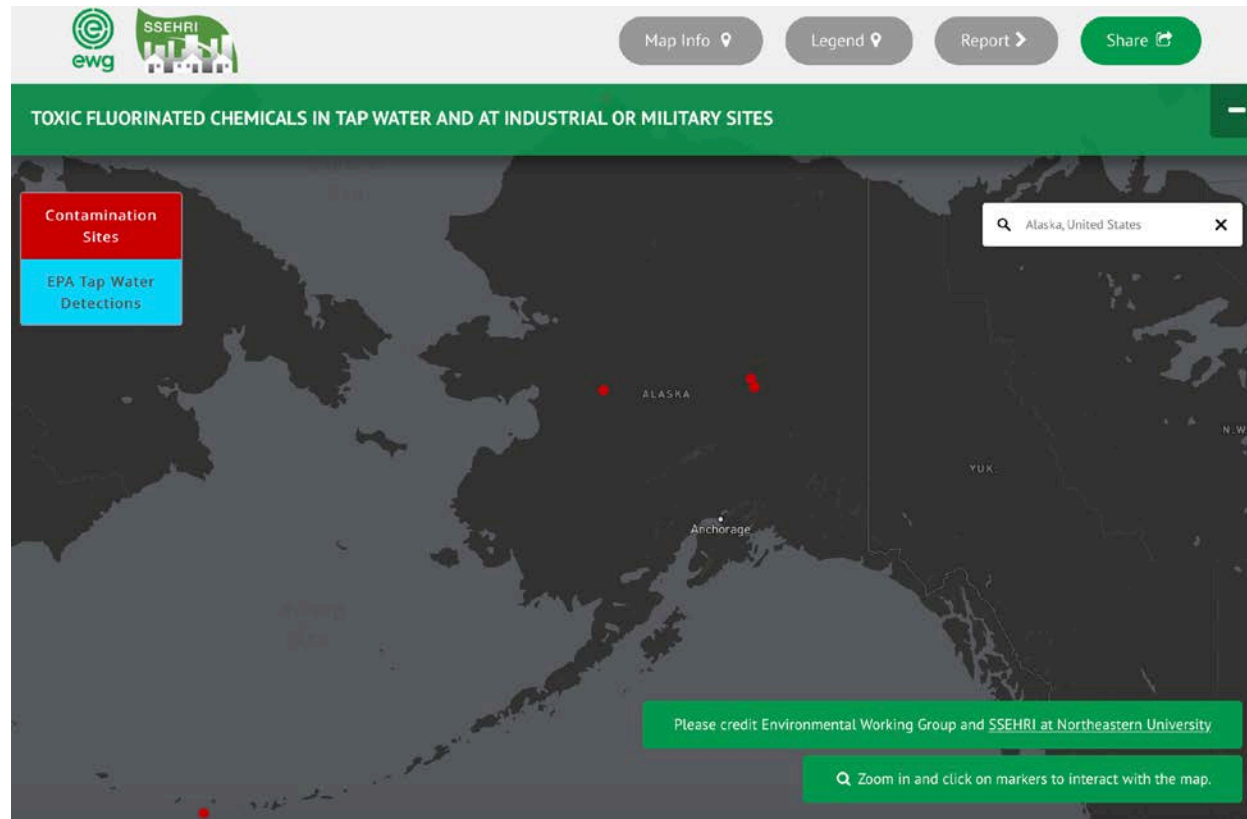 ewg
SSEHRI
Map Info
Legend
Report
Share
TOXIC FLUORINATED CHEMICALS IN TAP WATER AND AT INDUSTRIAL OR MILITARY SITES
Contamination
Sites
EPA Tap Water
Detections
Alaska, United States
ALASKA
N.W
YUK
Anchorage
Please credit Environmental Working Group and SSEHRI at Northeastern University
Zoom in and click on markers to interact with the map.